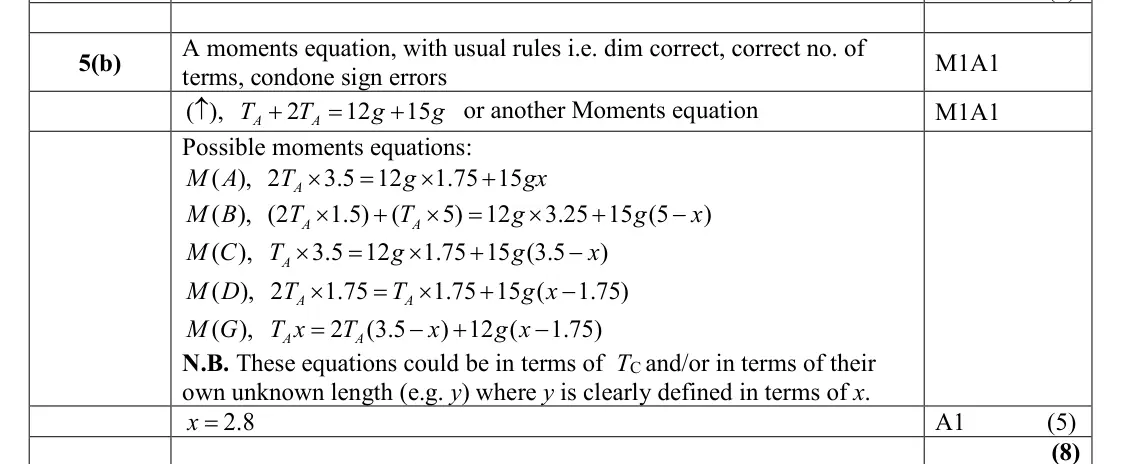 5(b) A moments equation, with usual rules i.e. dim correct, correct no. of M1A1
terms, condone sign errors
(↑), T_A + 2T_A = 12g + 15g or another Moments equation M1A1
Possible moments equations:
M(A), 2T_A × 3.5 = 12g × 1.75 + 15gx
M(B), (2T_A × 1.5) + (T_A × 5) = 12g × 3.25 + 15g(5 − x)
M(C), T_A × 3.5 = 12g × 1.75 + 15g(3.5 − x)
M(D), 2T_A × 1.75 = T_A × 1.75 + 15g(x − 1.75)
M(G), T_A x = 2T_A(3.5 − x) + 12g(x − 1.75)
N.B. These equations could be in terms of T_C and/or in terms of their
own unknown length (e.g. y) where y is clearly defined in terms of x.
x = 2.8 A1 (5)
(8)